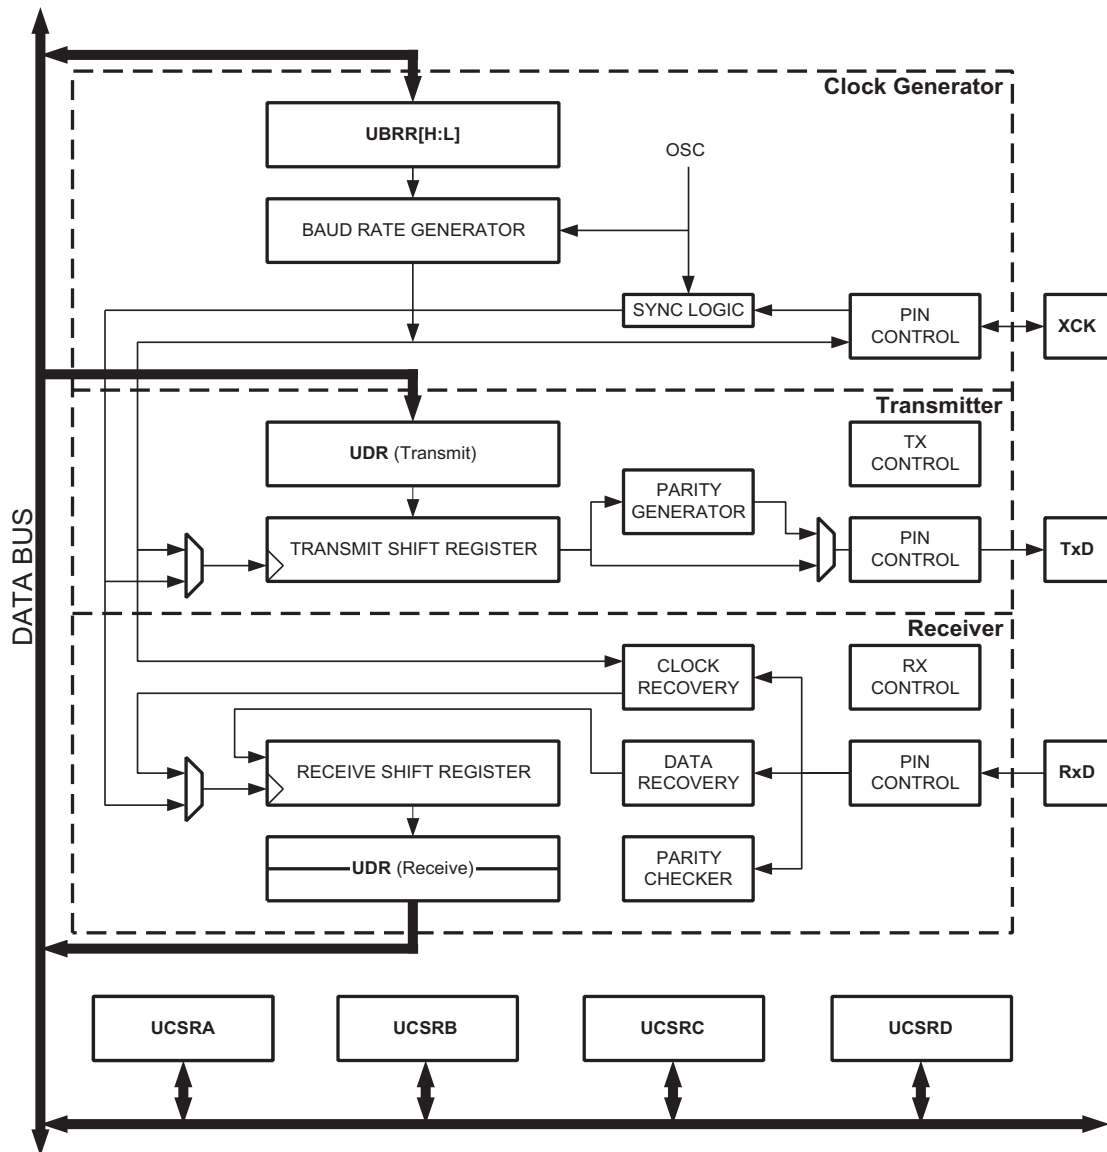 Clock Generator
UBRR[H:L]
OSC
BAUD RATE GENERATOR
SYNC LOGIC
PIN
CONTROL
XCK
DATA BUS
Transmitter
UDR (Transmit)
TX
CONTROL
PARITY
GENERATOR
TRANSMIT SHIFT REGISTER
PIN
CONTROL
TxD
Receiver
CLOCK
RECOVERY
RX
CONTROL
RECEIVE SHIFT REGISTER
DATA
RECOVERY
PIN
CONTROL
RxD
UDR (Receive)
PARITY
CHECKER
UCSRA
UCSRB
UCSRC
UCSRD